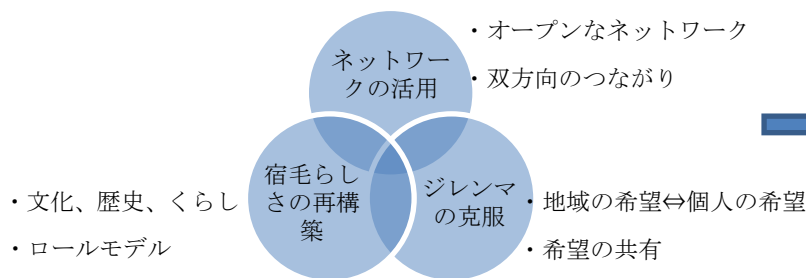 ・オープンなネットワーク
・双方向のつながり
ネットワー
クの活用
宿毛らし
さの再構
築
・文化、歴史、くらし
・ロールモデル
ジレンマ
の克服
・地域の希望⇔個人の希望
・希望の共有